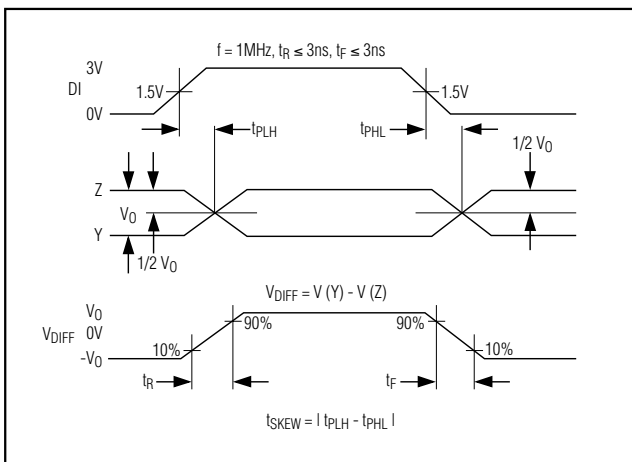 f = 1MHz, tR ≤ 3ns, tF ≤ 3ns
3V
DI
1.5V
1.5V
0V
tPLH
tPHL
1/2 VO
Z
VO
Y
1/2 VO
VDIFF = V (Y) - V (Z)
VO
VDIFF 0V
-VO
90%
90%
10%
10%
tR
tF
tSKEW = | tPLH - tPHL |